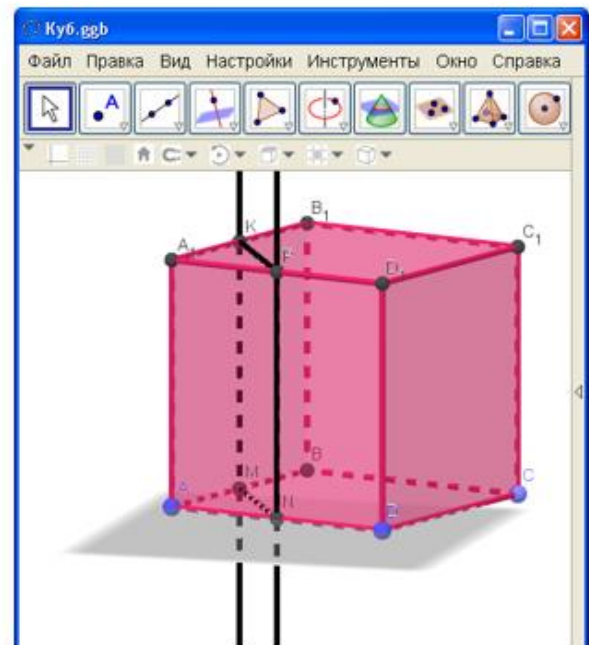 Куб.ggb
Файл Правка Вид Настройки Инструменты Окно Справка
A
B₁
K
C₁
A₁
P
D₁
M
B
A
N
C
D